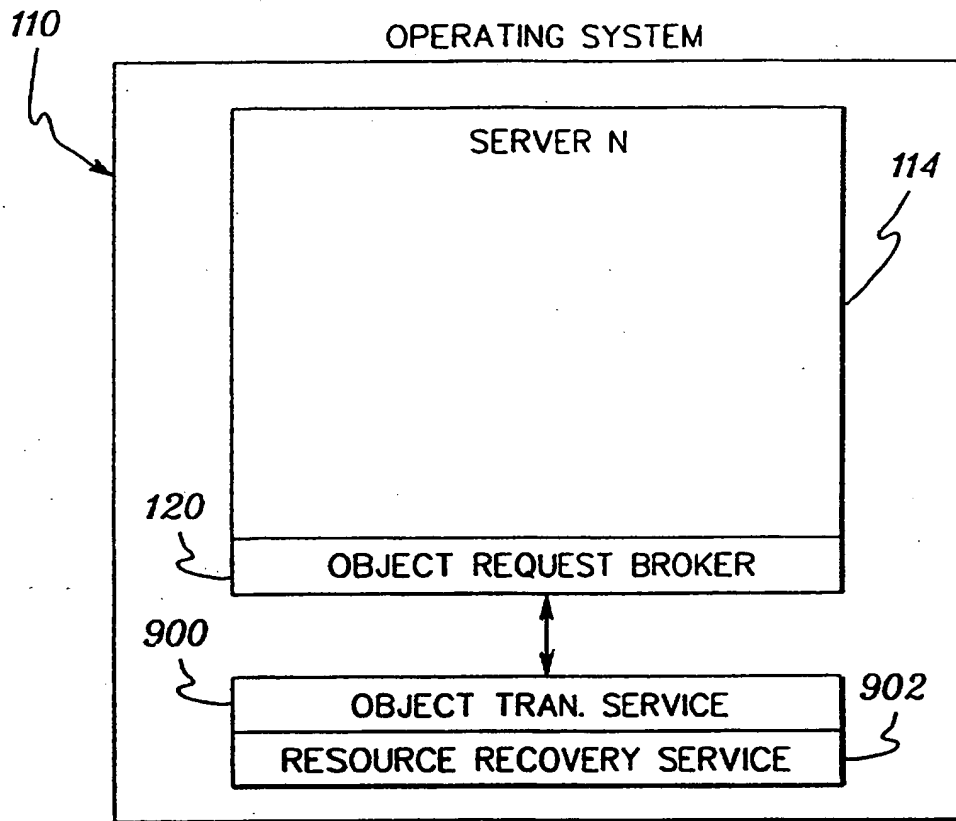 110
OPERATING SYSTEM
SERVER N
114
120
OBJECT REQUEST BROKER
900
OBJECT TRAN. SERVICE
902
RESOURCE RECOVERY SERVICE